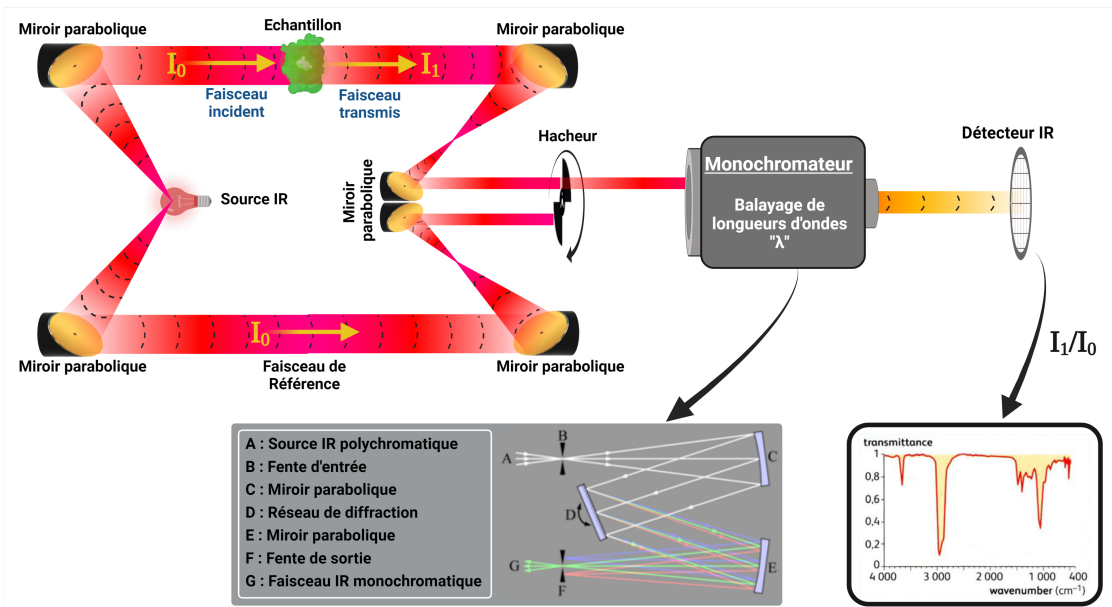 Miroir parabolique
Echantillon
Miroir parabolique
I₀
I₁
Faisceau
incident
Faisceau
transmis
Source IR
Miroir
parabolique
Hacheur
Monochromateur
Balayage de
longueurs d'ondes
"λ"
Détecteur IR
I₀
Miroir parabolique
Faisceau de
Référence
Miroir parabolique
I₁/I₀
A : Source IR polychromatique
B : Fente d'entrée
C : Miroir parabolique
D : Réseau de diffraction
E : Miroir parabolique
F : Fente de sortie
G : Faisceau IR monochromatique
B
A
C
D
G
E
F
transmittance
1
0,8
0,6
0,4
0,2
0
4 000
3 000
2 000
1 000
400
wavenumber (cm⁻¹)